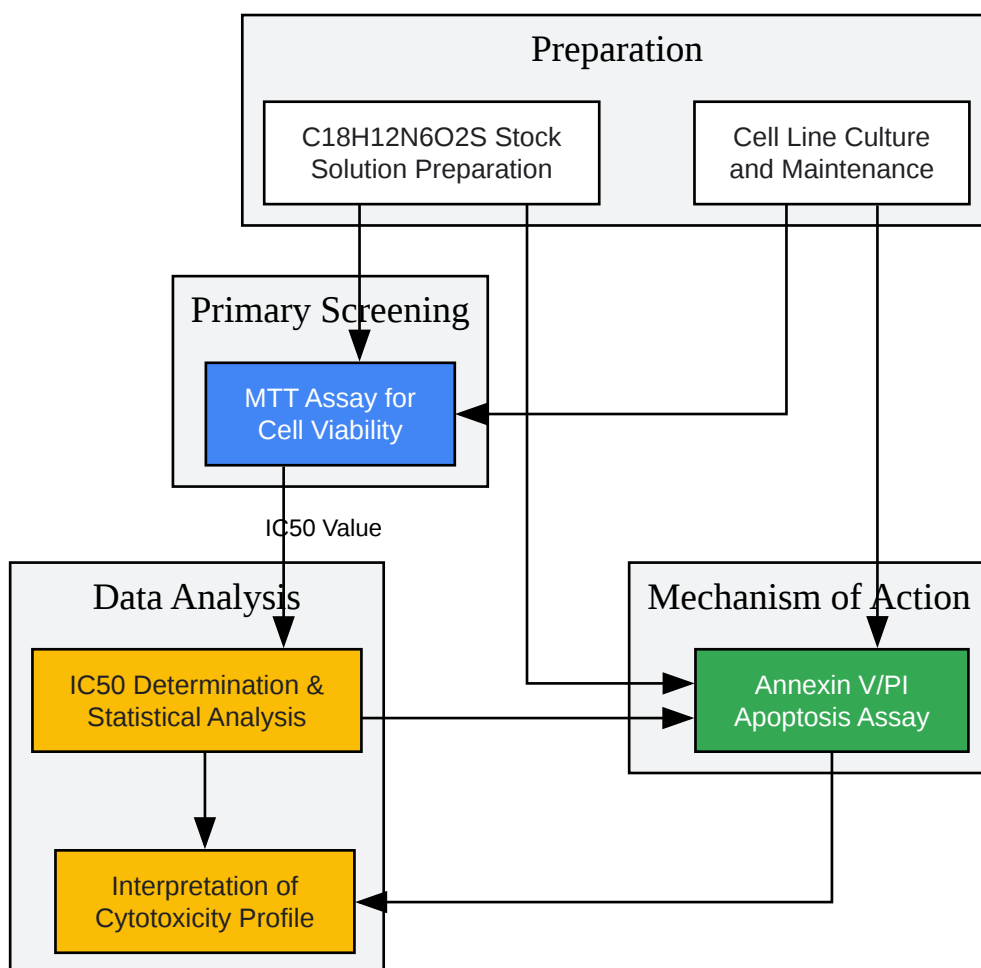 Preparation
C18H12N6O2S Stock
Solution Preparation
Cell Line Culture
and Maintenance
Primary Screening
MTT Assay for
Cell Viability
IC50 Value
Data Analysis
IC50 Determination &
Statistical Analysis
Interpretation of
Cytotoxicity Profile
Mechanism of Action
Annexin V/PI
Apoptosis Assay